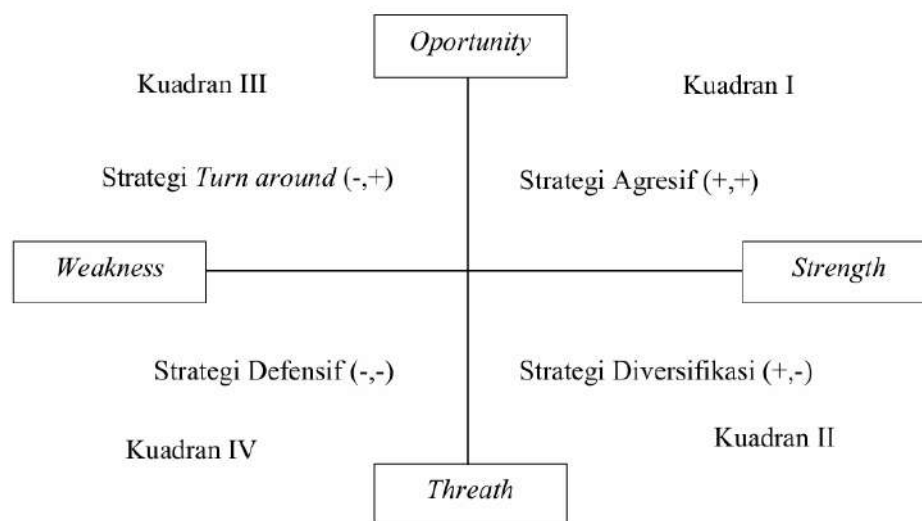 Oportunity
Kuadran III
Kuadran I
Strategi Turn around (-,+)
Strategi Agresif (+,+)
Weakness
Strength
Strategi Defensif (-,-)
Strategi Diversifikasi (+,-)
Kuadran IV
Kuadran II
Threath